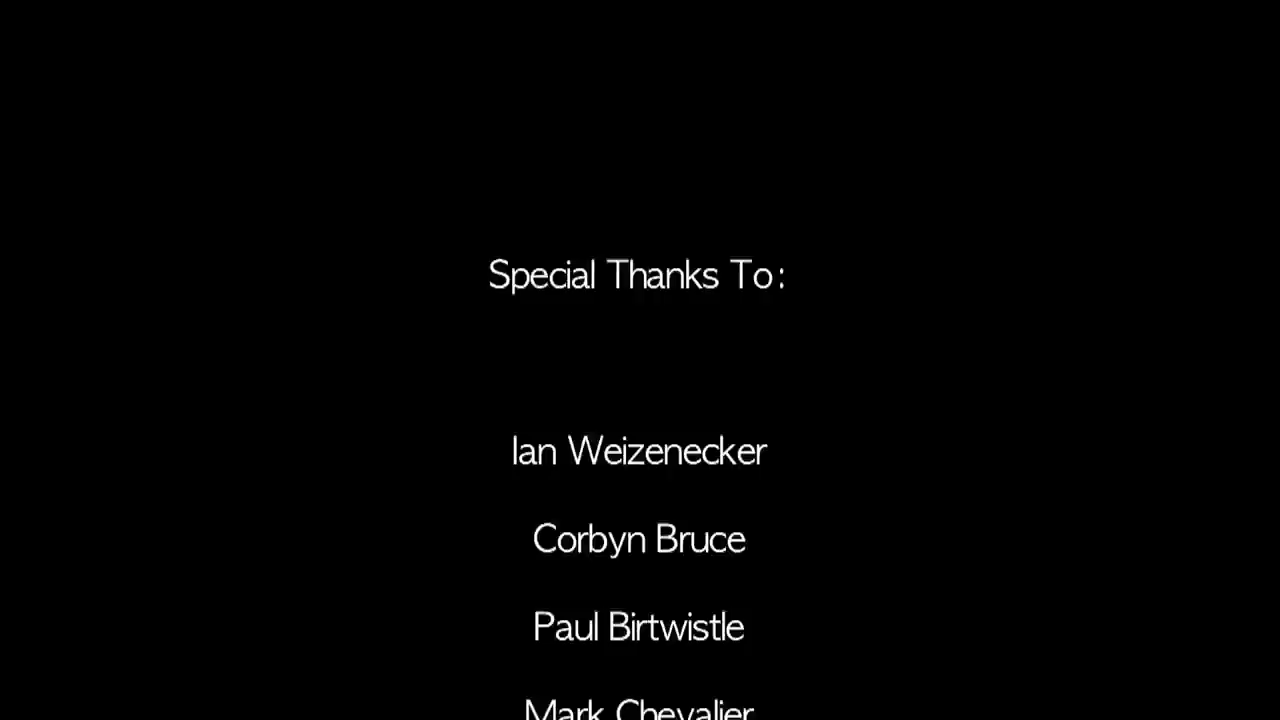 Special Thanks To:
Ian Weizenecker
Corbyn Bruce
Paul Birtwistle
Mark Chevalier